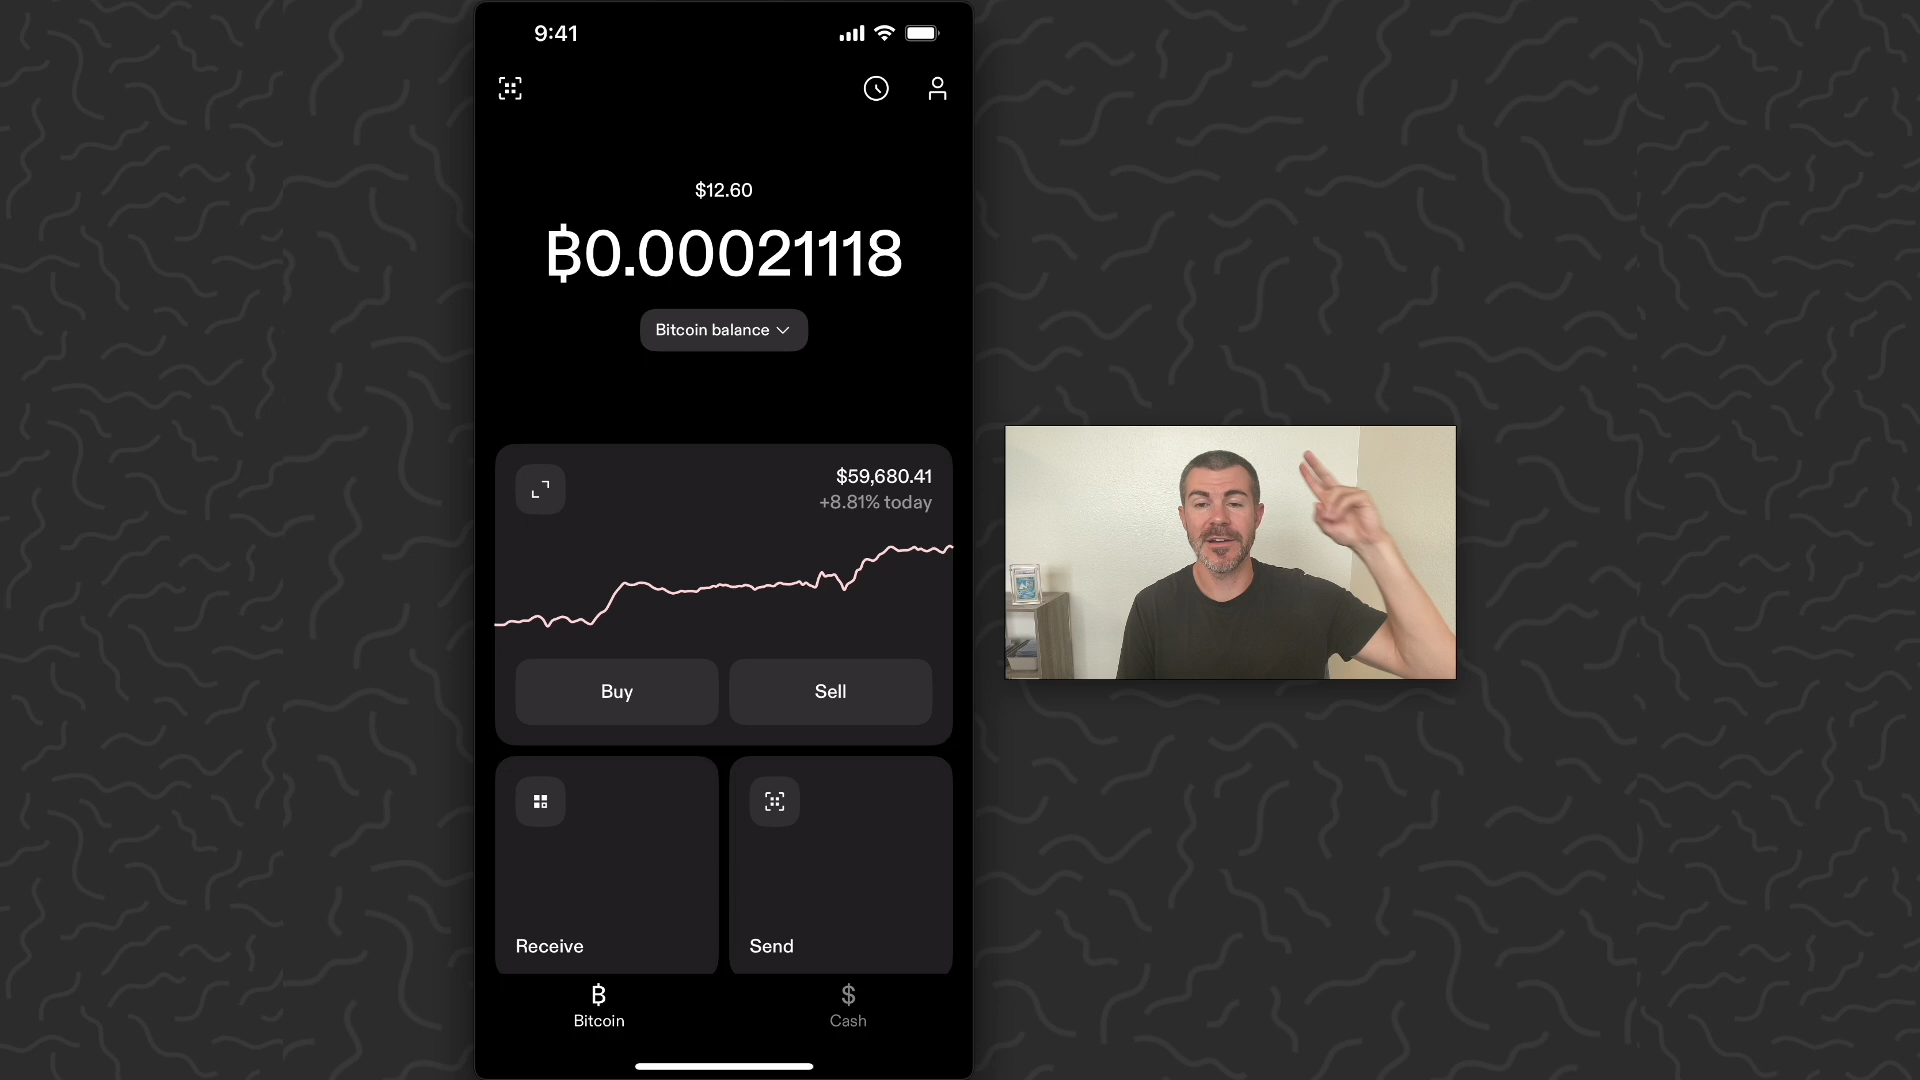 9:41
$12.60
₿0.00021118
Bitcoin balance
$59,680.41
+8.81% today
Buy
Sell
Receive
Send
₿
Bitcoin
$
Cash